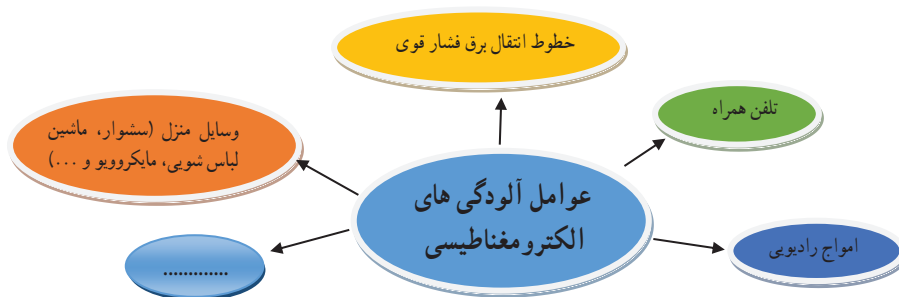 خطوط انتقال برق فشار قوی
تلفن همراه
وسایل منزل (سشوار، ماشین
لباس شویی، مایکروویو و ...)
عوامل آلودگی های
الکترومغناطیسی
امواج رادیویی
.............